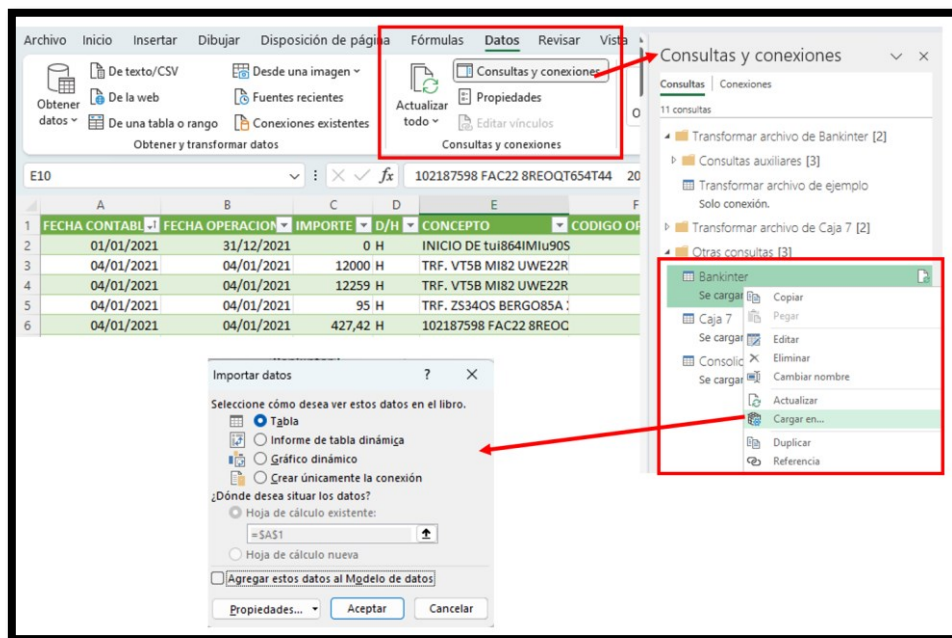 Archivo Inicio Insertar Dibujar Disposición de página Fórmulas Datos Revisar Vista
Obtener datos
De texto/CSV
De la web
De una tabla o rango
Desde una imagen
Fuentes recientes
Conexiones existentes
Obtener y transformar datos
Actualizar todo
Consultas y conexiones
Propiedades
Editar vínculos
Consultas y conexiones
E10 fx 102187598 FAC22 8REOQT654T44 20
A B C D E F
1 FECHA CONTABL FECHA OPERACION IMPORTE D/H CONCEPTO CODIGO OP
2 01/01/2021 31/12/2021 0 H INICIO DE tui864IMIu90S
3 04/01/2021 04/01/2021 12000 H TRF. VT5B MI82 UWE22R
4 04/01/2021 04/01/2021 12259 H TRF. VT5B MI82 UWE22R
5 04/01/2021 04/01/2021 95 H TRF. ZS34OS BERGO85A
6 04/01/2021 04/01/2021 427,42 H 102187598 FAC22 8REOQ
Consultas y conexiones
Consultas Conexiones
11 consultas
Transformar archivo de Bankinter [2]
Consultas auxiliares [3]
Transformar archivo de ejemplo
Solo conexión.
Transformar archivo de Caja 7 [2]
Otras consultas [3]
Bankinter
Se cargar
Caja 7
Se cargar
Consolid
Se cargar
Copiar
Pegar
Editar
Eliminar
Cambiar nombre
Actualizar
Cargar en...
Duplicar
Referencia
Importar datos ? ×
Seleccione cómo desea ver estos datos en el libro.
Tabla
Informe de tabla dinámica
Gráfico dinámico
Crear únicamente la conexión
¿Dónde desea situar los datos?
Hoja de cálculo existente:
=$A$1
Hoja de cálculo nueva
Agregar estos datos al Modelo de datos
Propiedades... Aceptar Cancelar